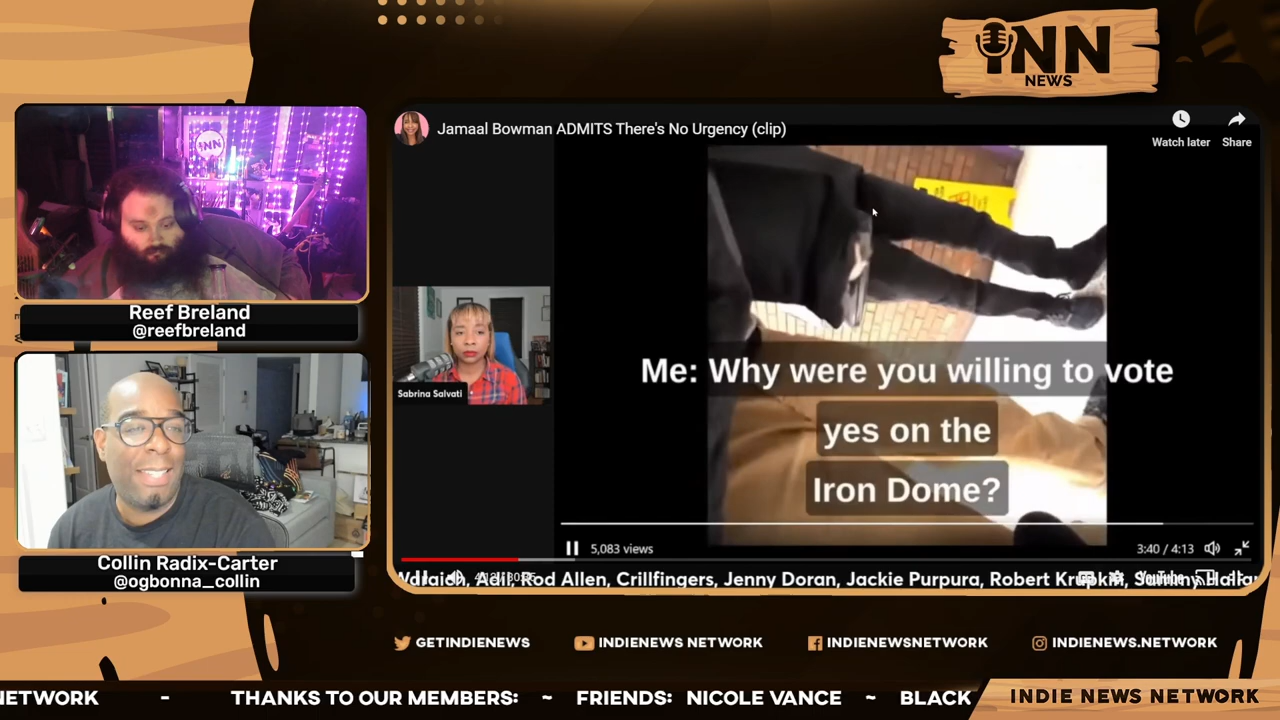 iNN
NEWS
Jamaal Bowman ADMITS There's No Urgency (clip)
Watch later
Share
iNN
Reef Breland
@reefbreland
Sabrina Salvati
Me: Why were you willing to vote
yes on the
Iron Dome?
5,083 views
3:40 / 4:13
Collin Radix-Carter
@ogbonna_collin
Aidil, Rod Allen, Crillfingers, Jenny Doran, Jackie Purpura, Robert
YouTube
GETINDIENEWS
INDIENEWS NETWORK
INDIENEWSNETWORK
INDIENEWS.NETWORK
NETWORK - THANKS TO OUR MEMBERS: ~ FRIENDS: NICOLE VANCE ~ BLACK
INDIE NEWS NETWORK